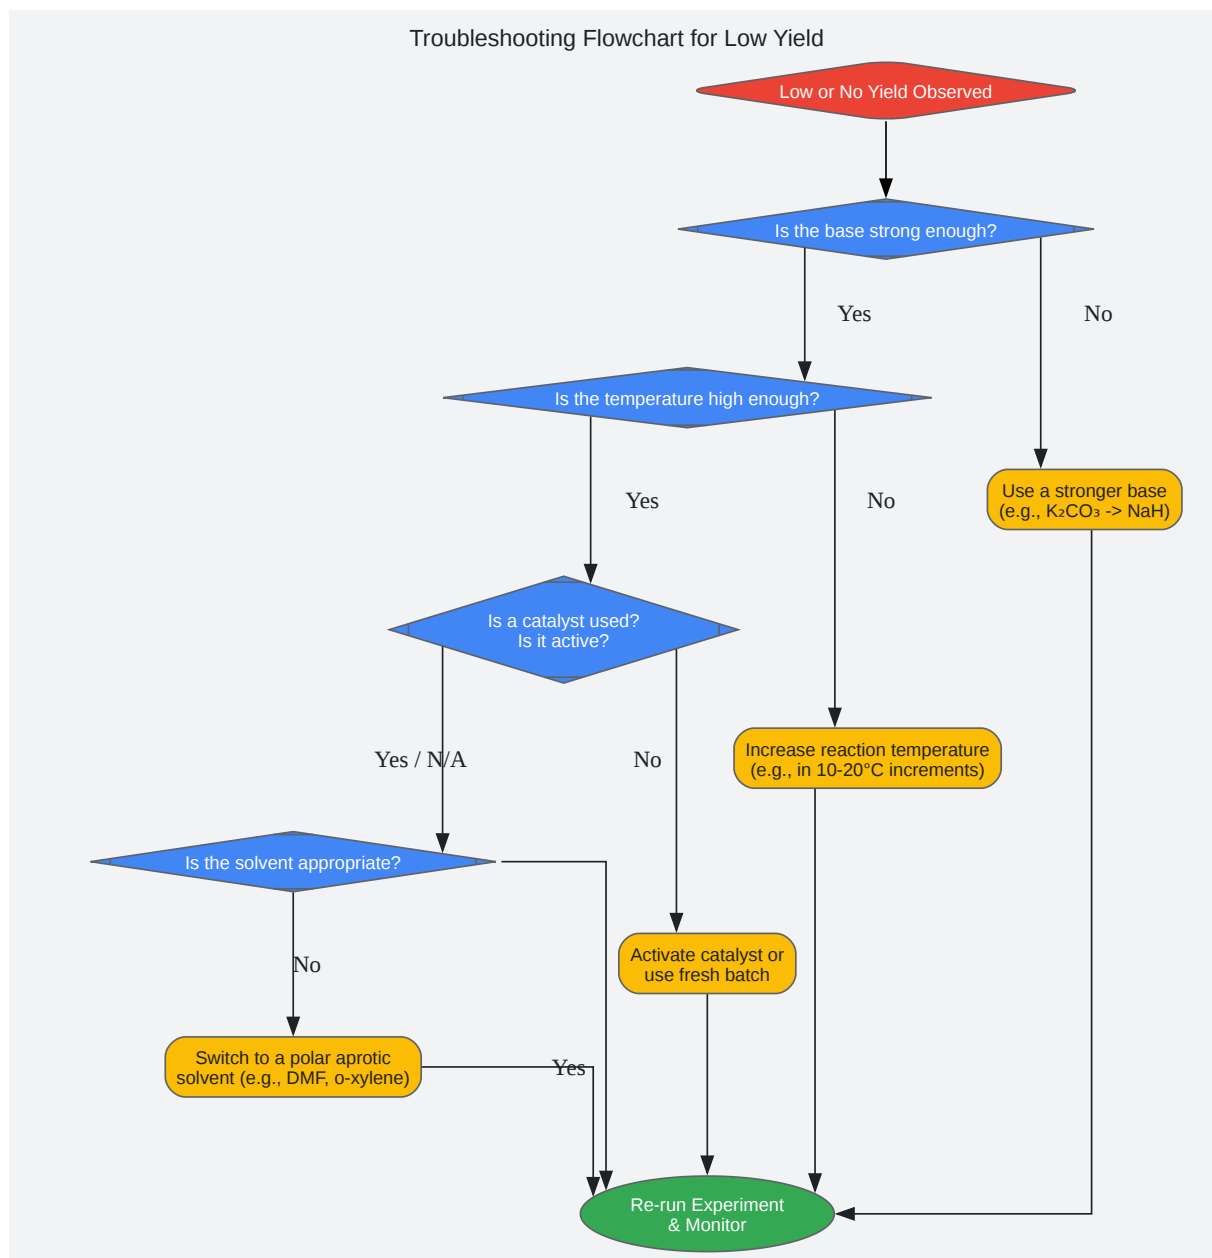 Troubleshooting Flowchart for Low Yield
Low or No Yield Observed
Is the base strong enough?
Yes
No
Is the temperature high enough?
Yes
No
Use a stronger base
(e.g., K₂CO₃ -> NaH)
Is a catalyst used?
Is it active?
Yes / N/A
No
Increase reaction temperature
(e.g., in 10-20°C increments)
Is the solvent appropriate?
No
Activate catalyst or
use fresh batch
Switch to a polar aprotic
solvent (e.g., DMF, o-xylene)
Yes
Re-run Experiment
& Monitor